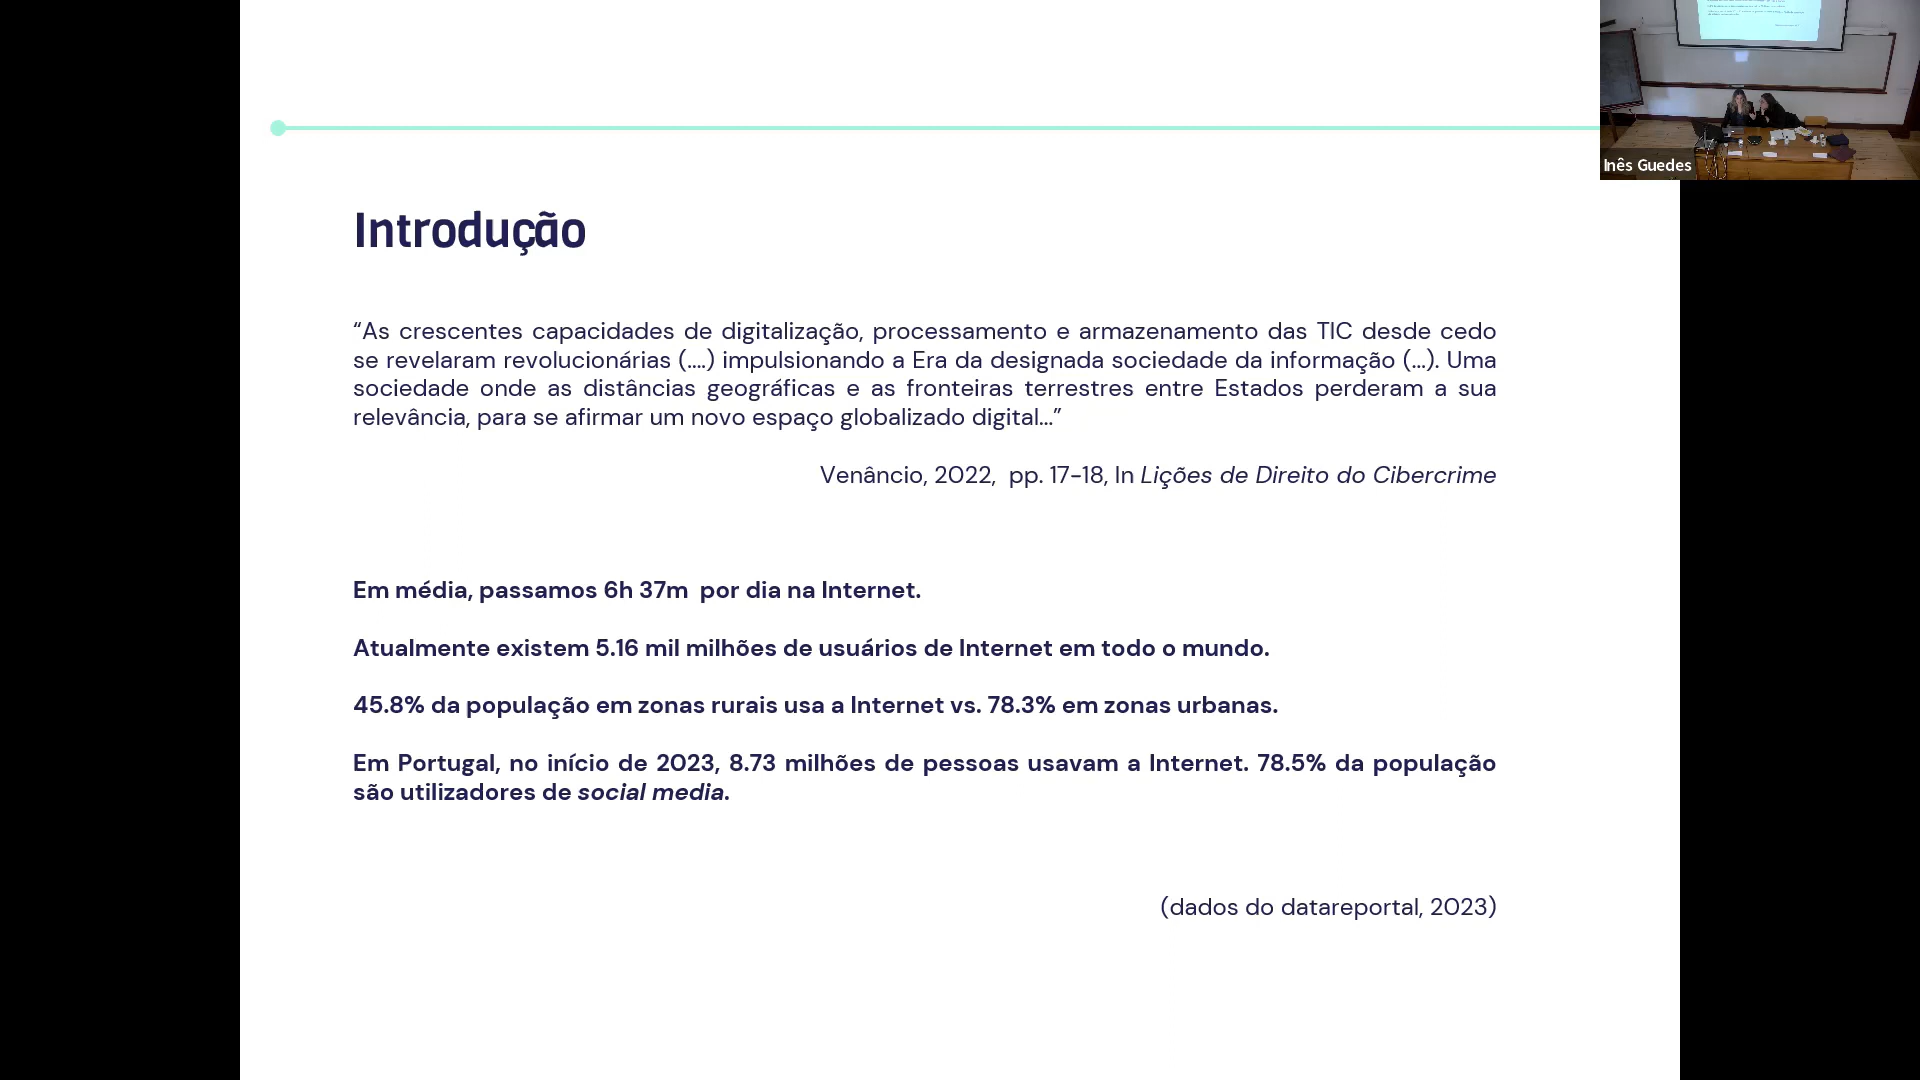 Inês Guedes
Introdução
“As crescentes capacidades de digitalização, processamento e armazenamento das TIC desde cedo
se revelaram revolucionárias (....) impulsionando a Era da designada sociedade da informação (...). Uma
sociedade onde as distâncias geográficas e as fronteiras terrestres entre Estados perderam a sua
relevância, para se afirmar um novo espaço globalizado digital...”
Venâncio, 2022, pp. 17-18, In Lições de Direito do Cibercrime
Em média, passamos 6h 37m por dia na Internet.
Atualmente existem 5.16 mil milhões de usuários de Internet em todo o mundo.
45.8% da população em zonas rurais usa a Internet vs. 78.3% em zonas urbanas.
Em Portugal, no início de 2023, 8.73 milhões de pessoas usavam a Internet. 78.5% da população
são utilizadores de social media.
(dados do datareportal, 2023)